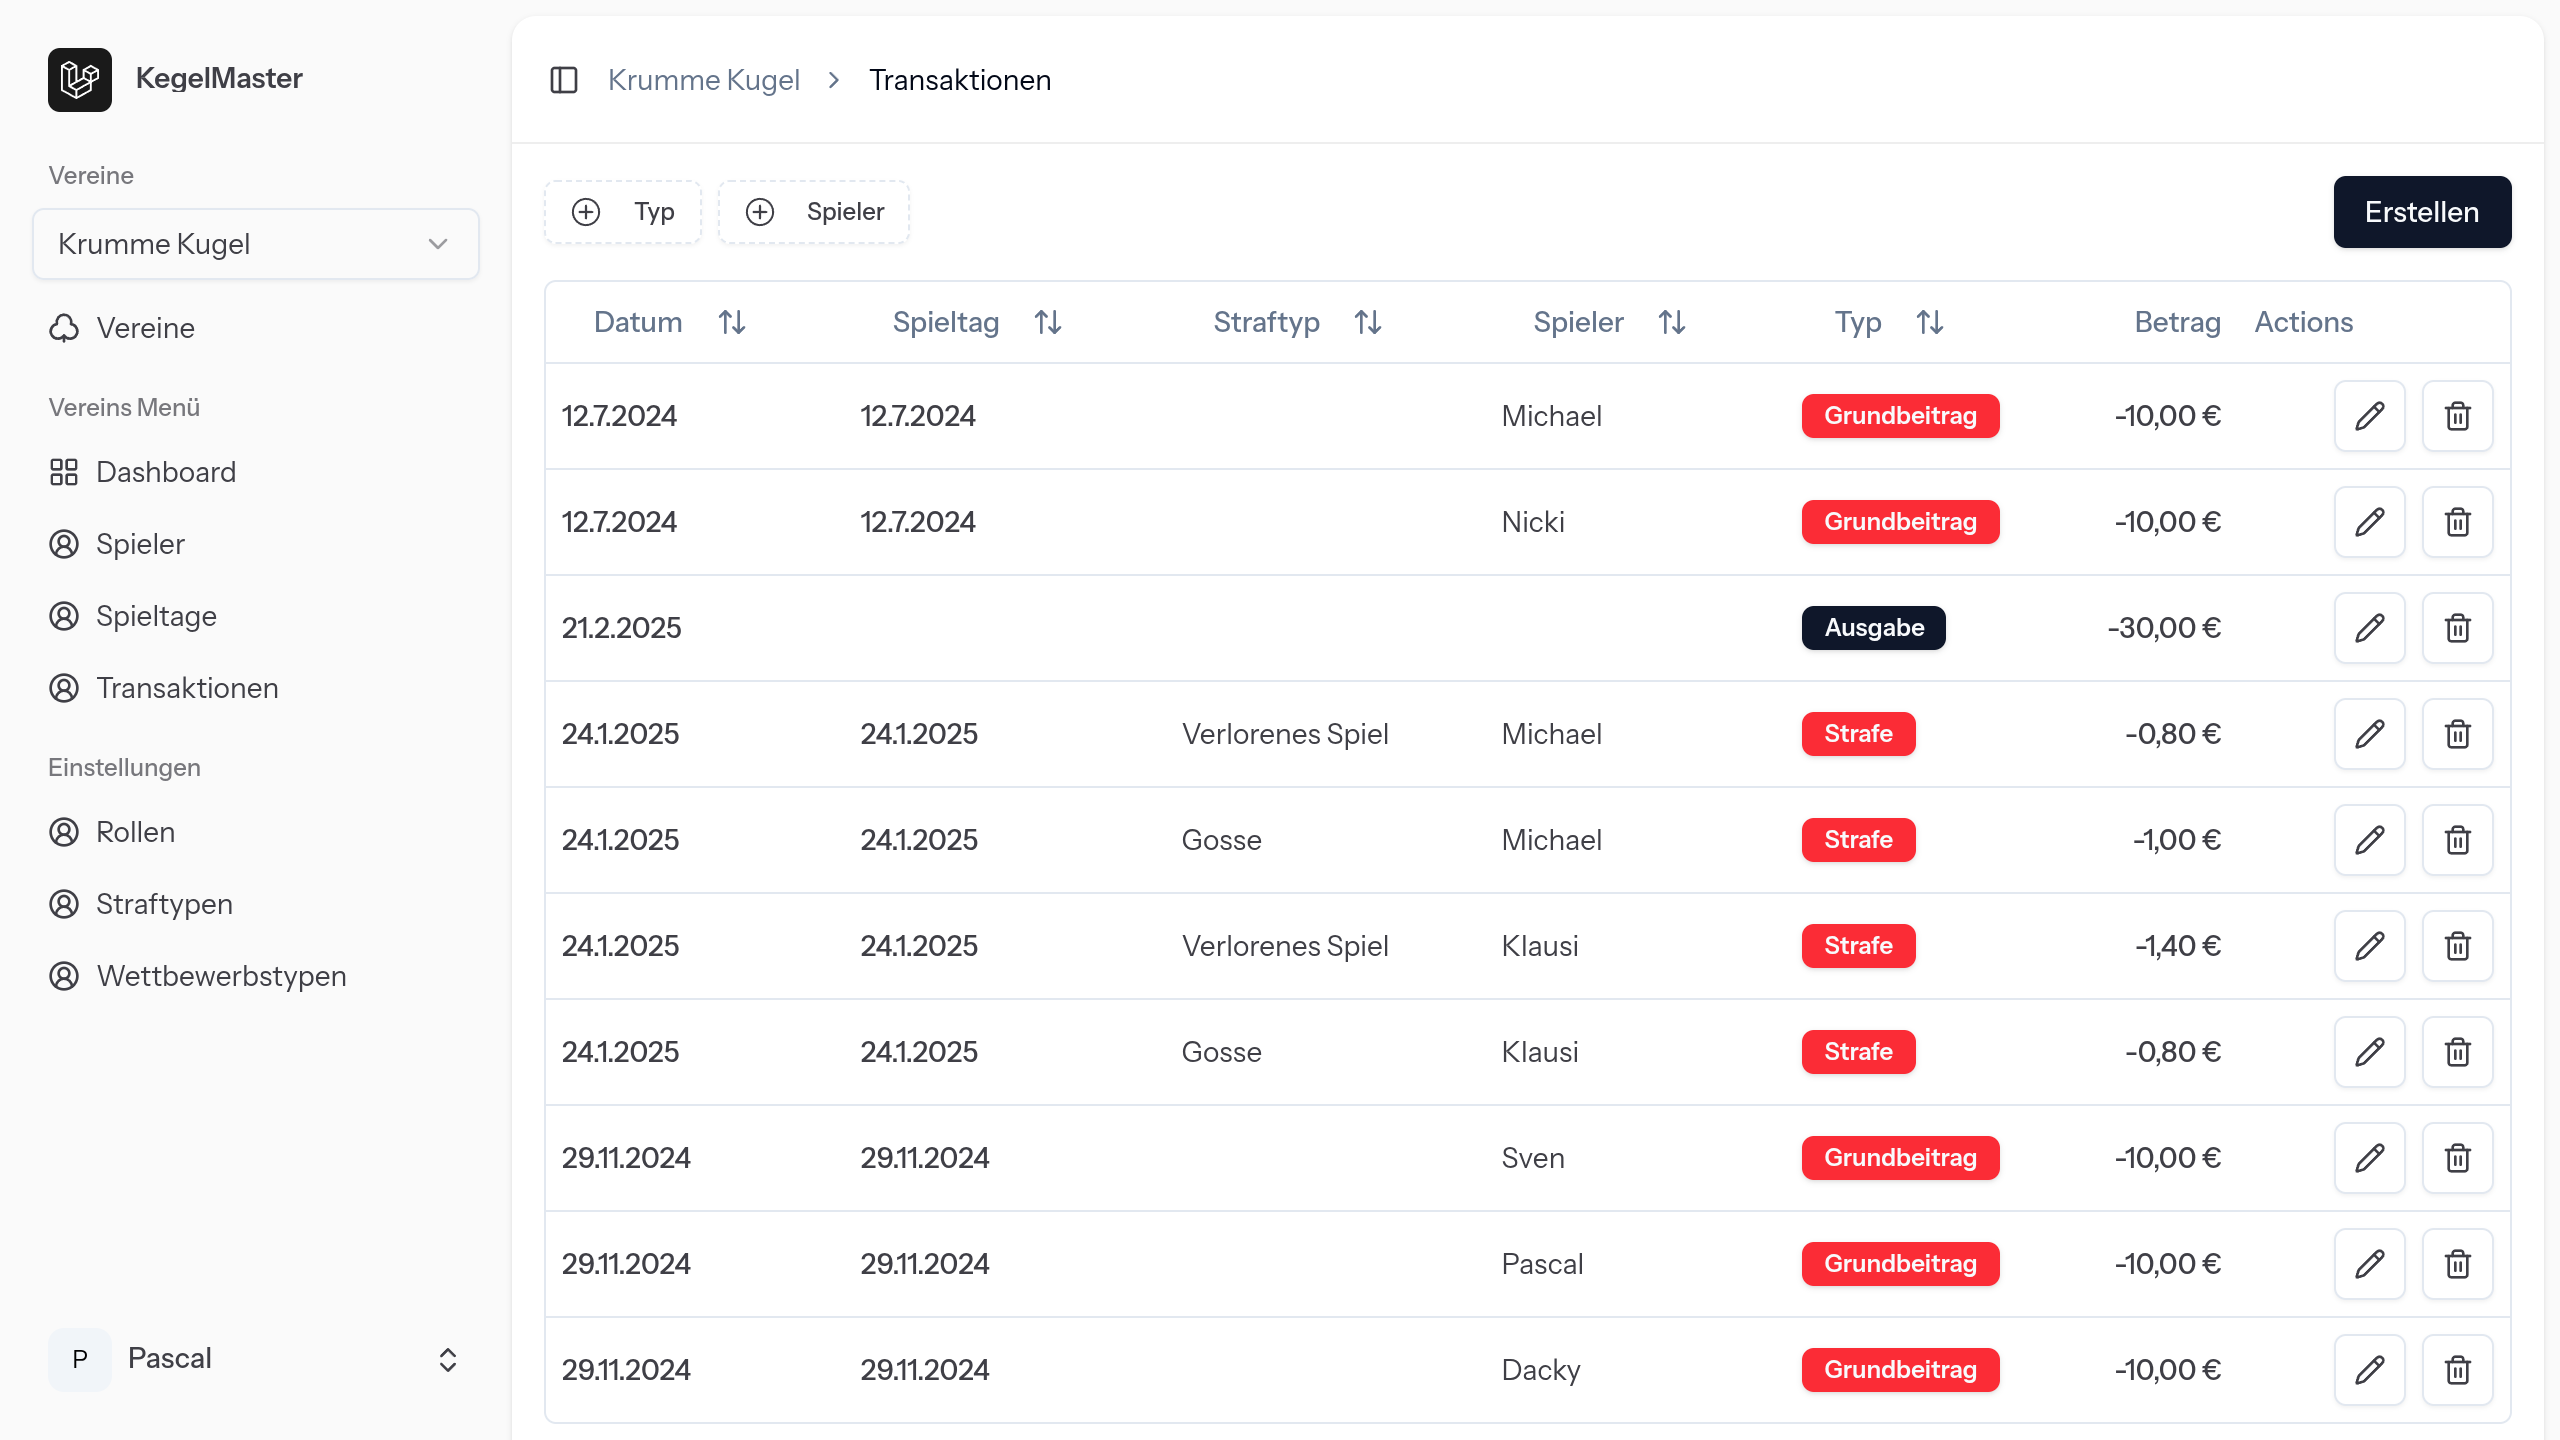 KegelMaster
Vereine
Krumme Kugel
Vereine
Vereins Menü
Dashboard
Spieler
Spieltage
Transaktionen
Einstellungen
Rollen
Straftypen
Wettbewerbstypen
P Pascal
Krumme Kugel > Transaktionen
Typ Spieler Erstellen
Datum Spieltag Straftyp Spieler Typ Betrag Actions
12.7.2024 12.7.2024 Michael Grundbeitrag -10,00 €
12.7.2024 12.7.2024 Nicki Grundbeitrag -10,00 €
21.2.2025 Ausgabe -30,00 €
24.1.2025 24.1.2025 Verlorenes Spiel Michael Strafe -0,80 €
24.1.2025 24.1.2025 Gosse Michael Strafe -1,00 €
24.1.2025 24.1.2025 Verlorenes Spiel Klausi Strafe -1,40 €
24.1.2025 24.1.2025 Gosse Klausi Strafe -0,80 €
29.11.2024 29.11.2024 Sven Grundbeitrag -10,00 €
29.11.2024 29.11.2024 Pascal Grundbeitrag -10,00 €
29.11.2024 29.11.2024 Dacky Grundbeitrag -10,00 €